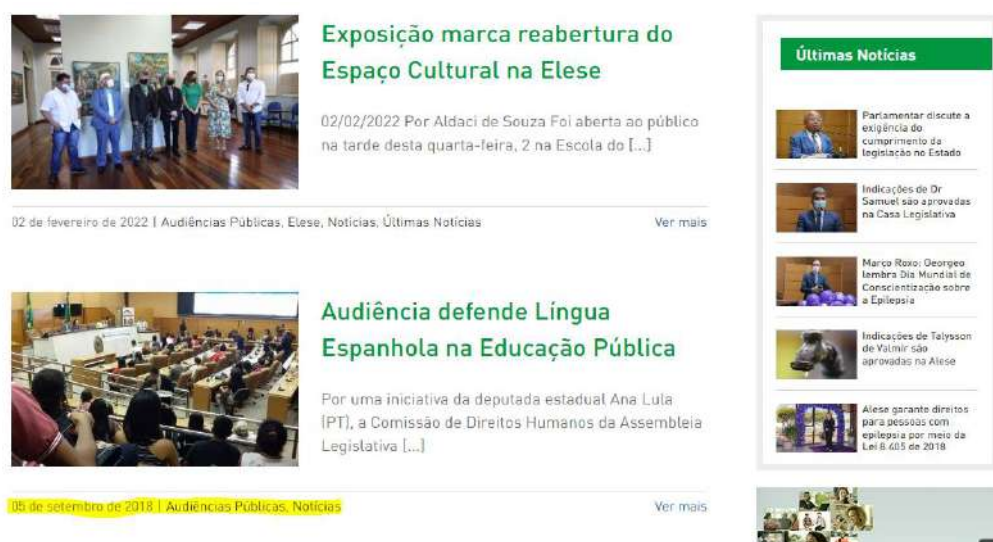 Exposição marca reabertura do
Espaço Cultural na Elese
02/02/2022 Por Aldaci de Souza Foi aberta ao público
na tarde desta quarta-feira, 2 na Escola do [...]
02 de fevereiro de 2022 | Audiências Públicas, Elese, Notícias, Últimas Notícias
Ver mais
Audiência defende Língua
Espanhola na Educação Pública
Por uma iniciativa da deputada estadual Ana Lula
(PT), a Comissão de Direitos Humanos da Assembleia
Legislativa [...]
05 de setembro de 2018 | Audiências Públicas, Notícias
Ver mais
Últimas Notícias
Parlamentar discute a
exigência do
cumprimento da
legislação no Estado
Indicações de Dr
Samuel são aprovadas
na Casa Legislativa
Março Roxo: Georgeo
lembra Dia Mundial de
Conscientização sobre
a Epilepsia
Indicações de Talysson
de Valmir são
aprovadas na Alese
Alese garante direitos
para pessoas com
epilepsia por meio da
Lei 8.405 de 2018